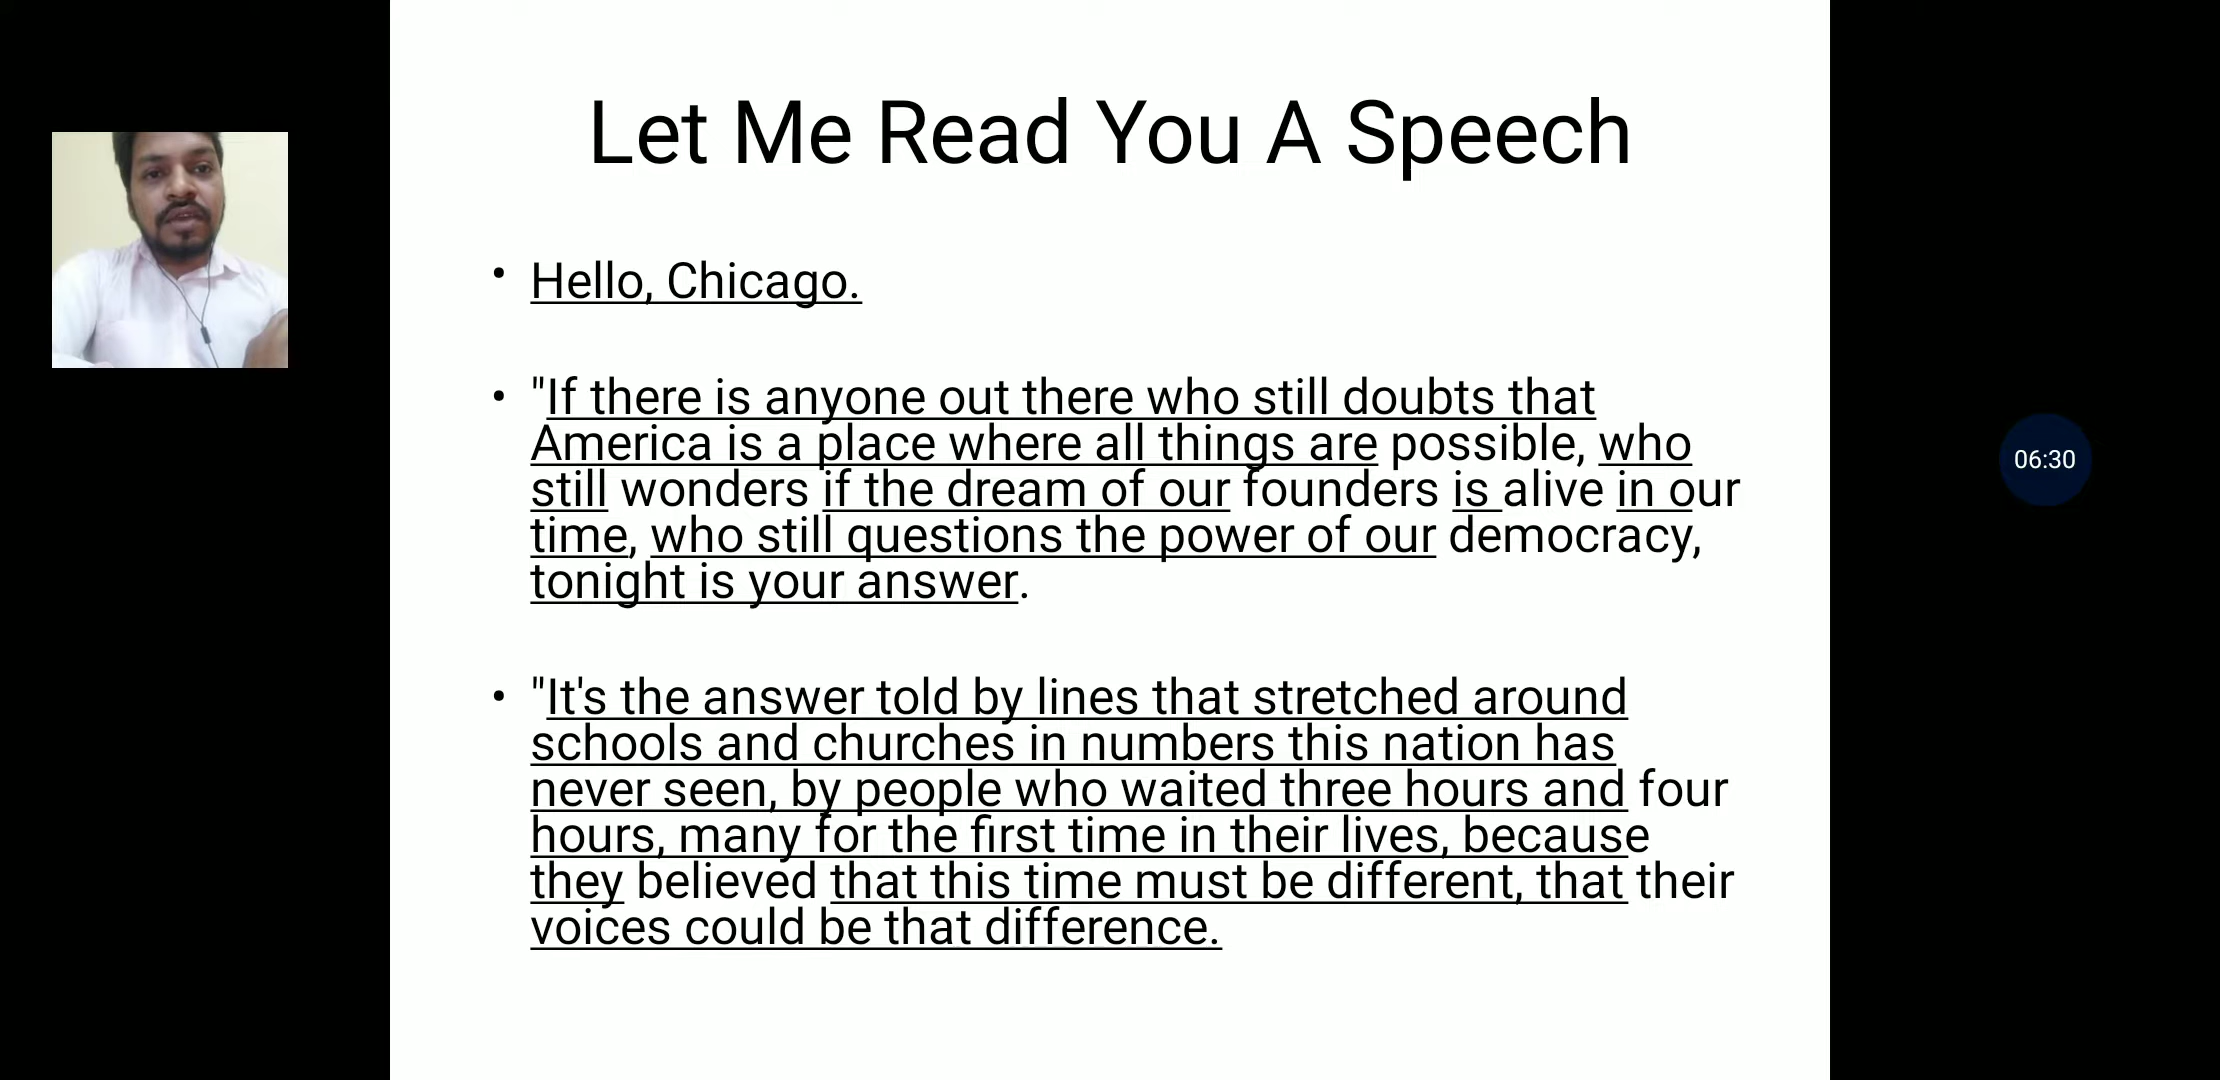 Let Me Read You A Speech
• Hello, Chicago.
• "If there is anyone out there who still doubts that
America is a place where all things are possible, who
still wonders if the dream of our founders is alive in our
time, who still questions the power of our democracy,
tonight is your answer.
• "It's the answer told by lines that stretched around
schools and churches in numbers this nation has
never seen, by people who waited three hours and four
hours, many for the first time in their lives, because
they believed that this time must be different, that their
voices could be that difference.
06:30